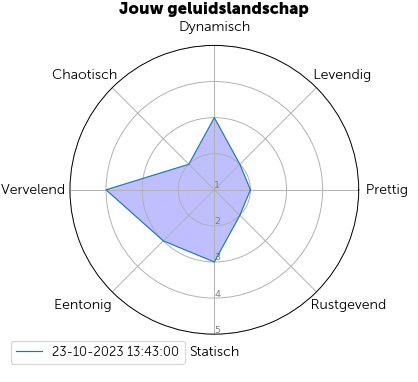 Jouw geluidslandschap
Dynamisch
Chaotisch
Levendig
Vervelend
1
Prettig
2
3
4
Eentonig
Rustgevend
5
23-10-2023 13:43:00
Statisch